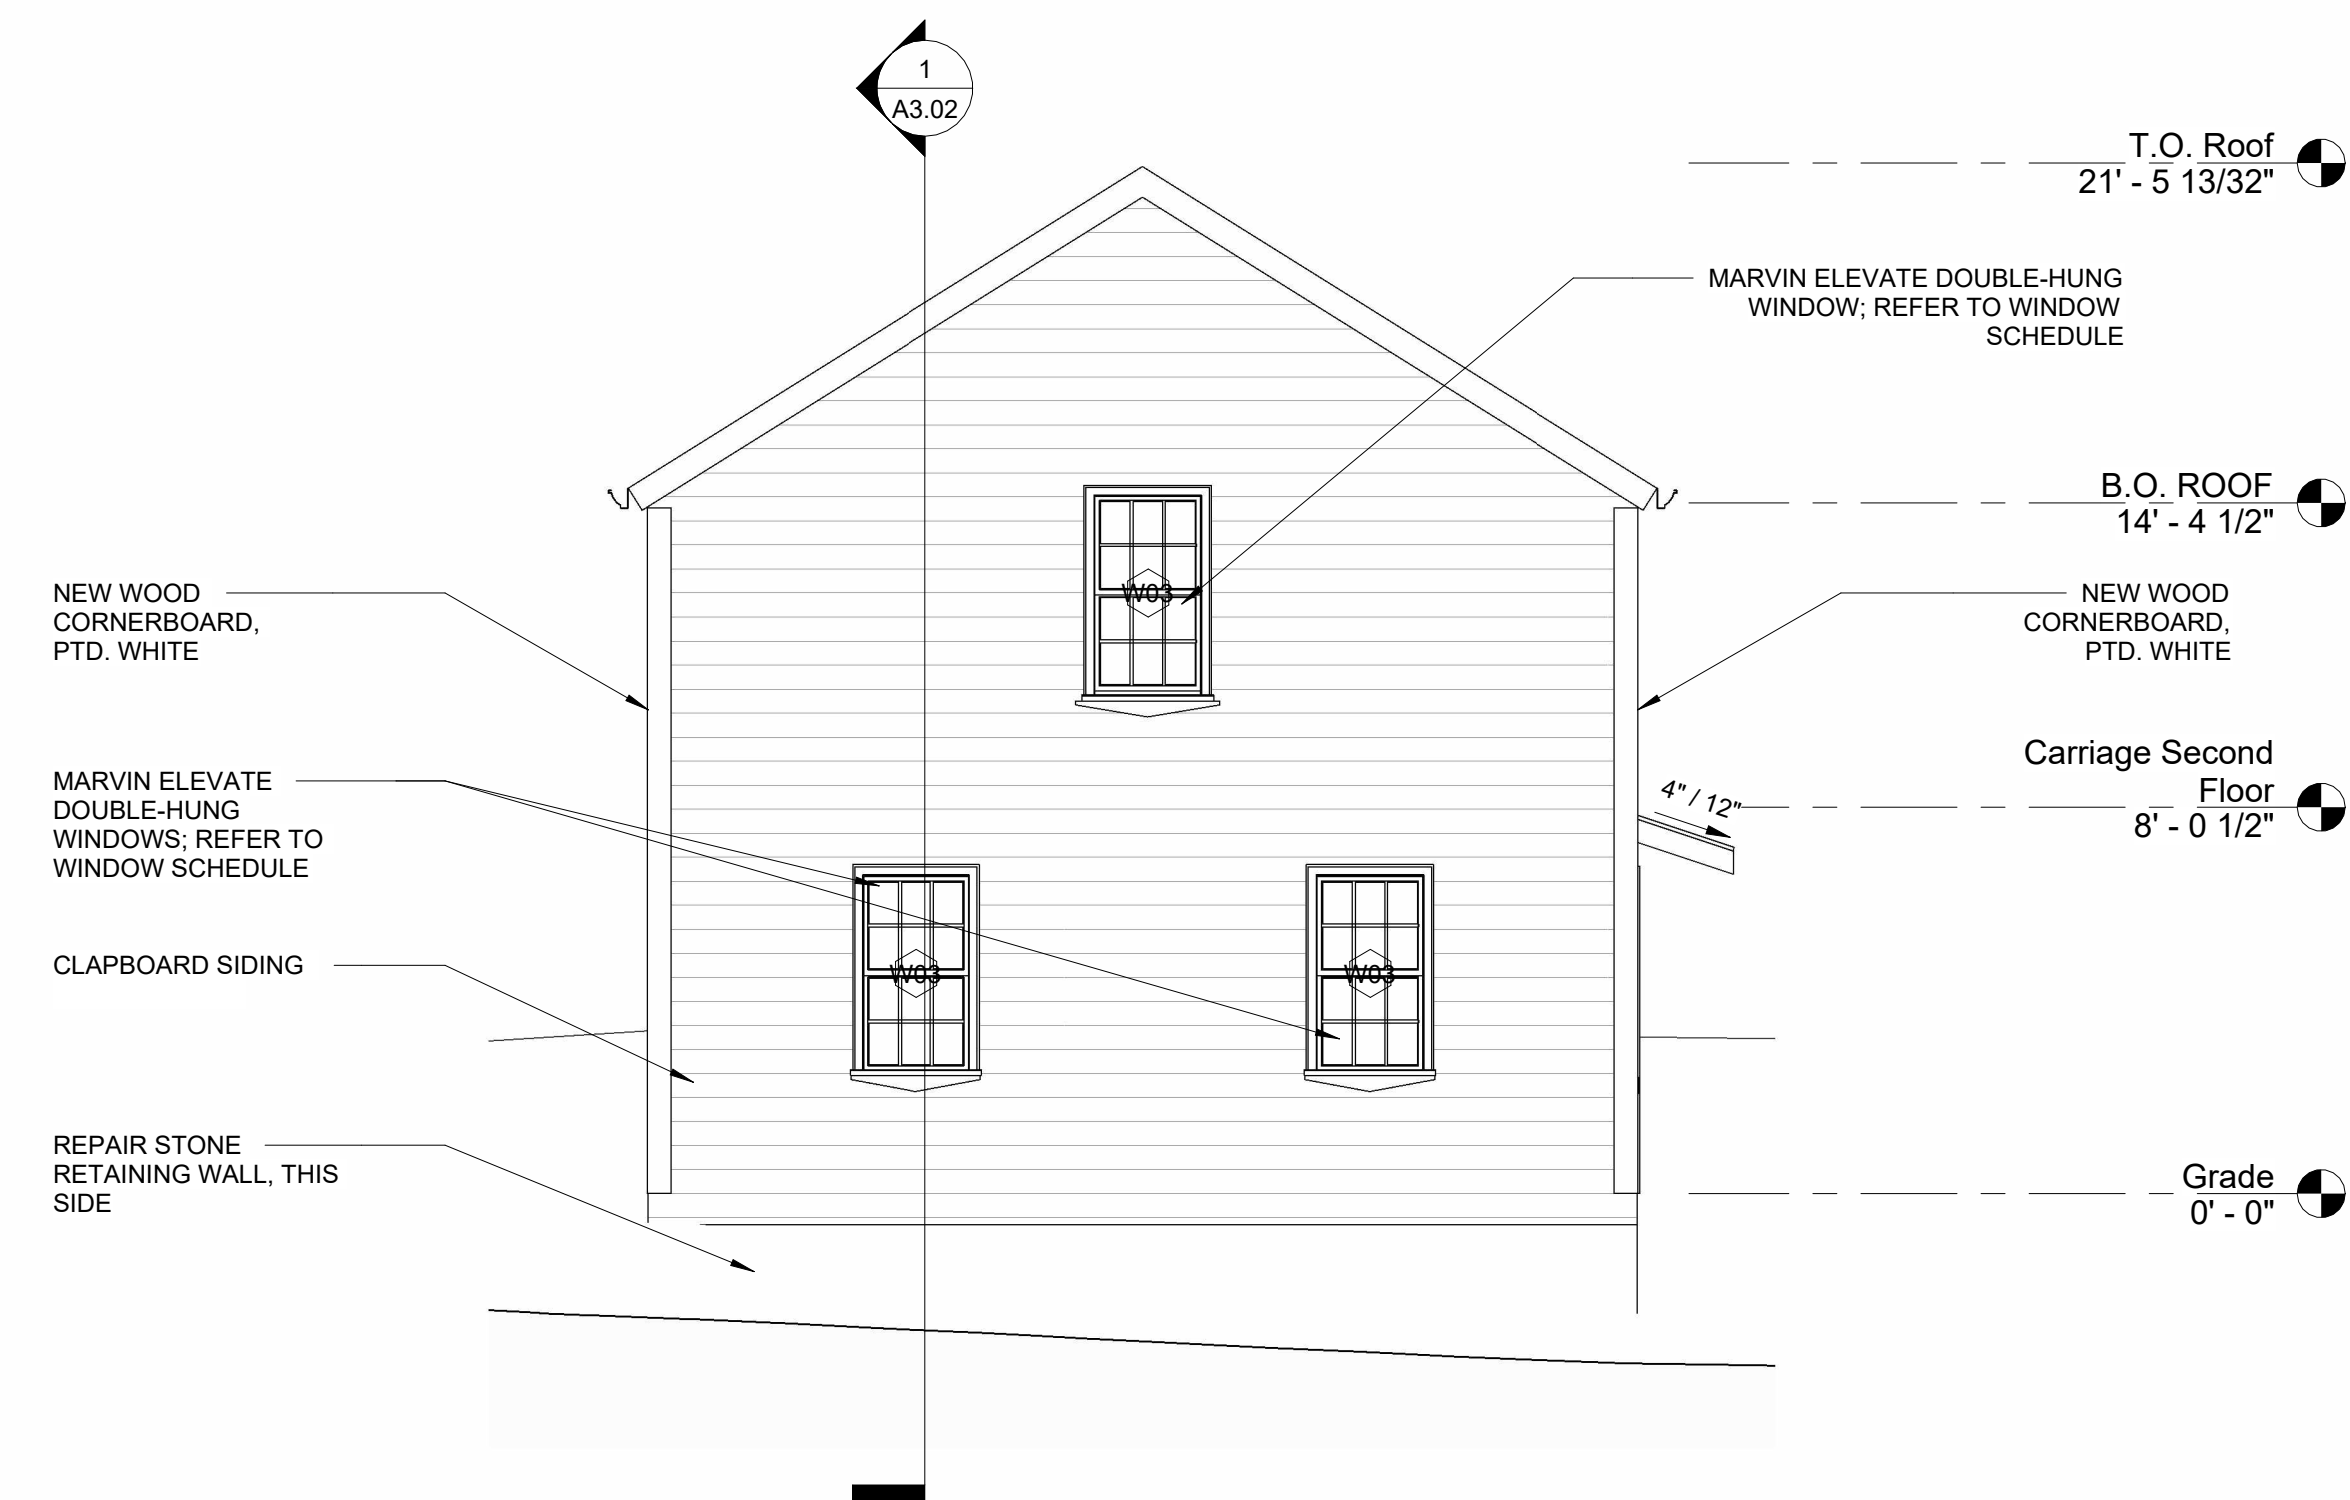 1
A3.02
T.O. Roof
21' - 5 13/32"
MARVIN ELEVATE DOUBLE-HUNG
WINDOW; REFER TO WINDOW
SCHEDULE
B.O. ROOF
14' - 4 1/2"
NEW WOOD
CORNERBOARD,
PTD. WHITE
W03
NEW WOOD
CORNERBOARD,
PTD. WHITE
MARVIN ELEVATE
DOUBLE-HUNG
WINDOWS; REFER TO
WINDOW SCHEDULE
4" / 12"
Carriage Second
Floor
8' - 0 1/2"
CLAPBOARD SIDING
W03
W03
REPAIR STONE
RETAINING WALL, THIS
SIDE
Grade
0' - 0"